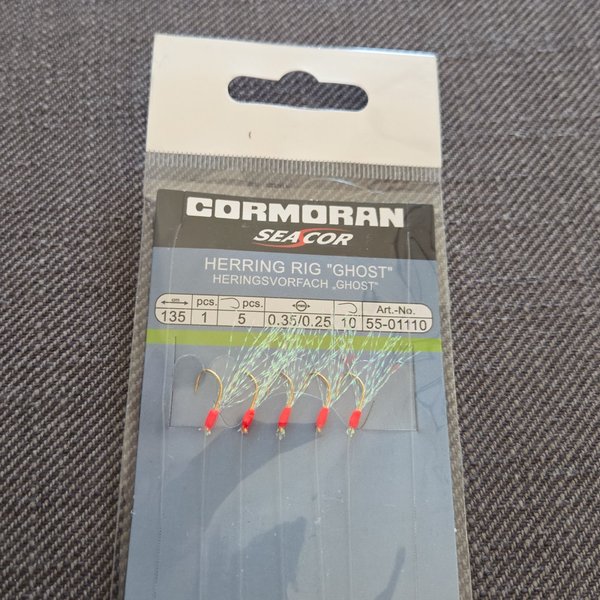 CORMORAN
SEACOR
HERRING RIG "GHOST"
HERINGSVORFACH „GHOST"
cm pcs. pcs. mm Art.-No.
135 1 5 0.35/0.25 10 55-01110